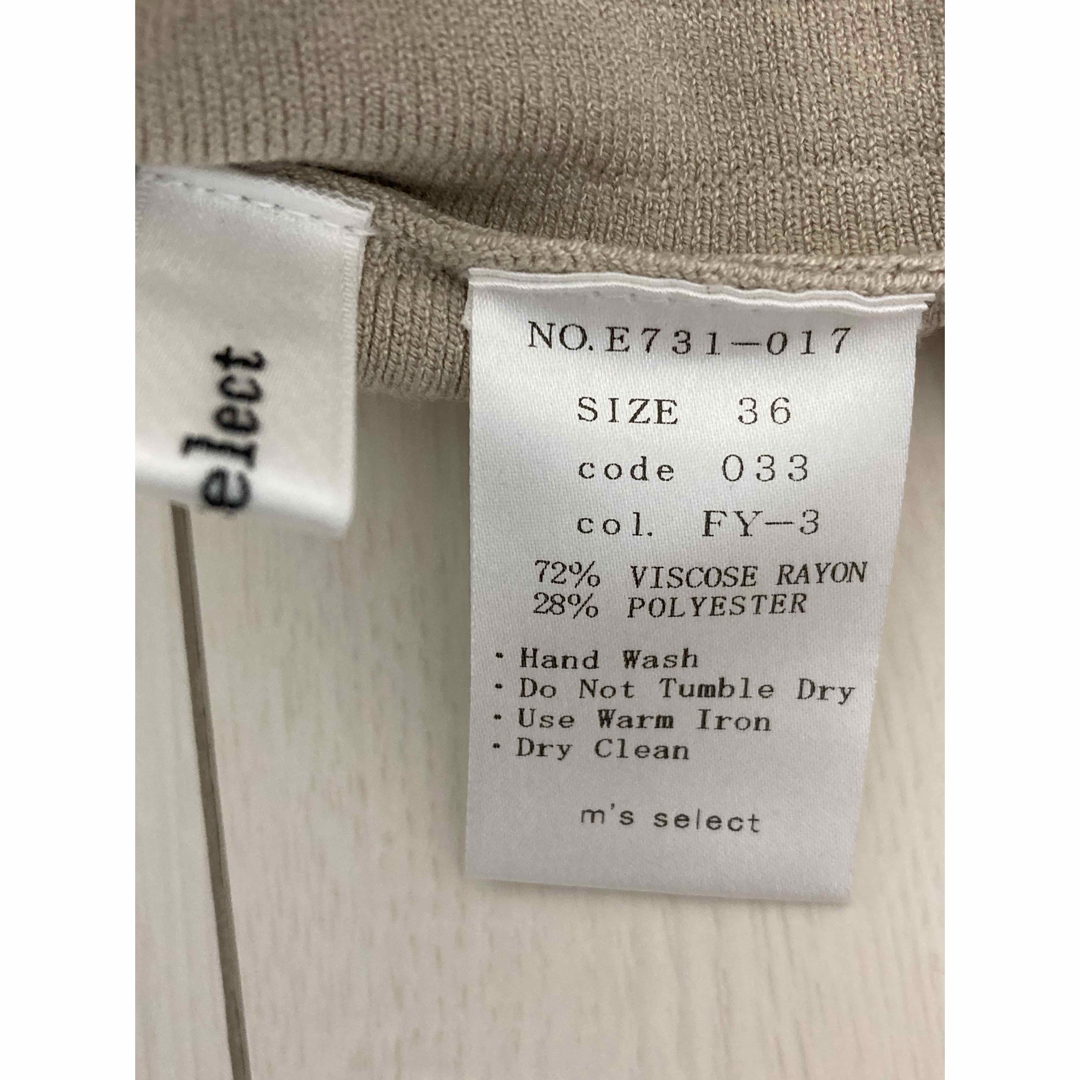 elect
NO.E731-017
SIZE 36
code 033
col. FY-3
72% VISCOSE RAYON
28% POLYESTER
・Hand Wash
・Do Not Tumble Dry
・Use Warm Iron
・Dry Clean
m's select